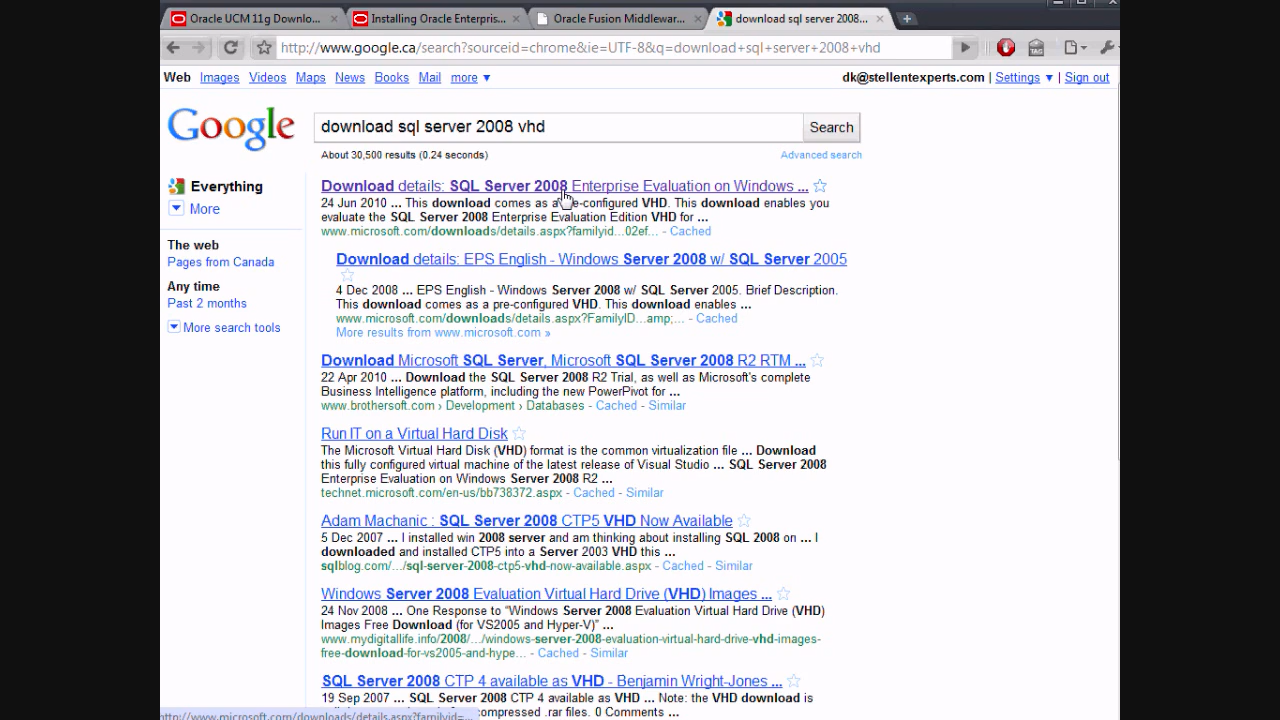 Oracle UCM 11g Downlo...
Installing Oracle Enterpris...
Oracle Fusion Middlewar...
download sql server 2008...
http://www.google.ca/search?sourceid=chrome&ie=UTF-8&q=download+sql+server+2008+vhd
TAG
Web Images Videos Maps News Books Mail more ▼
dk@stellentexperts.com | Settings ▼ | Sign out
Google
download sql server 2008 vhd
Search
About 30,500 results (0.24 seconds)
Advanced search
Everything
More
The web
Pages from Canada
Any time
Past 2 months
More search tools
Download details: SQL Server 2008 Enterprise Evaluation on Windows ...
24 Jun 2010 ... This download comes as a pre-configured VHD. This download enables you
evaluate the SQL Server 2008 Enterprise Evaluation Edition VHD for ...
www.microsoft.com/downloads/details.aspx?familyid...02ef... - Cached
Download details: EPS English - Windows Server 2008 w/ SQL Server 2005
4 Dec 2008 ... EPS English - Windows Server 2008 w/ SQL Server 2005. Brief Description.
This download comes as a pre-configured VHD. This download enables ...
www.microsoft.com/downloads/details.aspx?FamilyID...amp;... - Cached
More results from www.microsoft.com »
Download Microsoft SQL Server, Microsoft SQL Server 2008 R2 RTM ...
22 Apr 2010 ... Download the SQL Server 2008 R2 Trial, as well as Microsoft's complete
Business Intelligence platform, including the new PowerPivot for ...
www.brothersoft.com › Development › Databases - Cached - Similar
Run IT on a Virtual Hard Disk
The Microsoft Virtual Hard Disk (VHD) format is the common virtualization file ... Download
this fully configured virtual machine of the latest release of Visual Studio ... SQL Server 2008
Enterprise Evaluation on Windows Server 2008 R2 ...
technet.microsoft.com/en-us/bb738372.aspx - Cached - Similar
Adam Machanic : SQL Server 2008 CTP5 VHD Now Available
5 Dec 2007 ... I installed win 2008 server and am thinking about installing SQL 2008 on ... I
downloaded and installed CTP5 into a Server 2003 VHD this ...
sqlblog.com/.../sql-server-2008-ctp5-vhd-now-available.aspx - Cached - Similar
Windows Server 2008 Evaluation Virtual Hard Drive (VHD) Images ...
24 Nov 2008 ... One Response to “Windows Server 2008 Evaluation Virtual Hard Drive (VHD)
Images Free Download (for VS2005 and Hyper-V)” ...
www.mydigitallife.info/2008/.../windows-server-2008-evaluation-virtual-hard-drive-vhd-images-
free-download-for-vs2005-and-hype... - Cached - Similar
SQL Server 2008 CTP 4 available as VHD - Benjamin Wright-Jones ...
19 Sep 2007 ... SQL Server 2008 CTP 4 available as VHD ... Note: the VHD download is
compressed .rar files. 0 Comments ...
http://www.microsoft.com/downloads/details.aspx?familyid=...